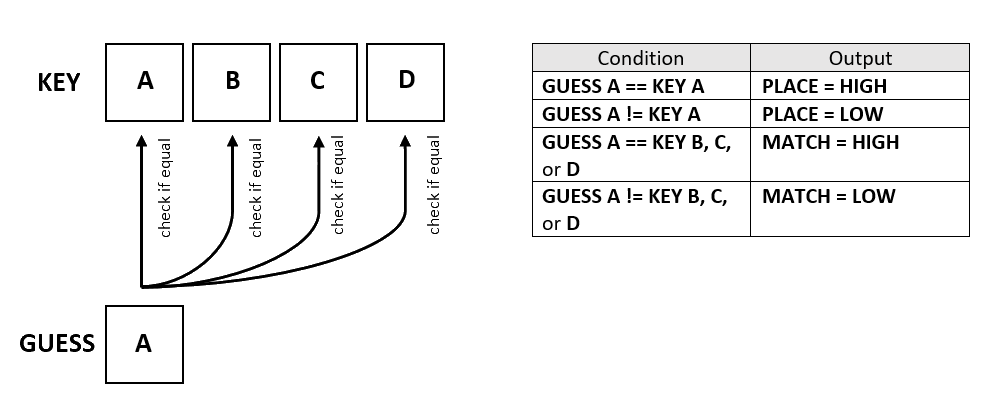 KEY
A
B
C
D
check if equal
check if equal
check if equal
check if equal
GUESS
A
Condition
Output
GUESS A == KEY A
PLACE = HIGH
GUESS A != KEY A
PLACE = LOW
GUESS A == KEY B, C,
or D
MATCH = HIGH
GUESS A != KEY B, C,
or D
MATCH = LOW